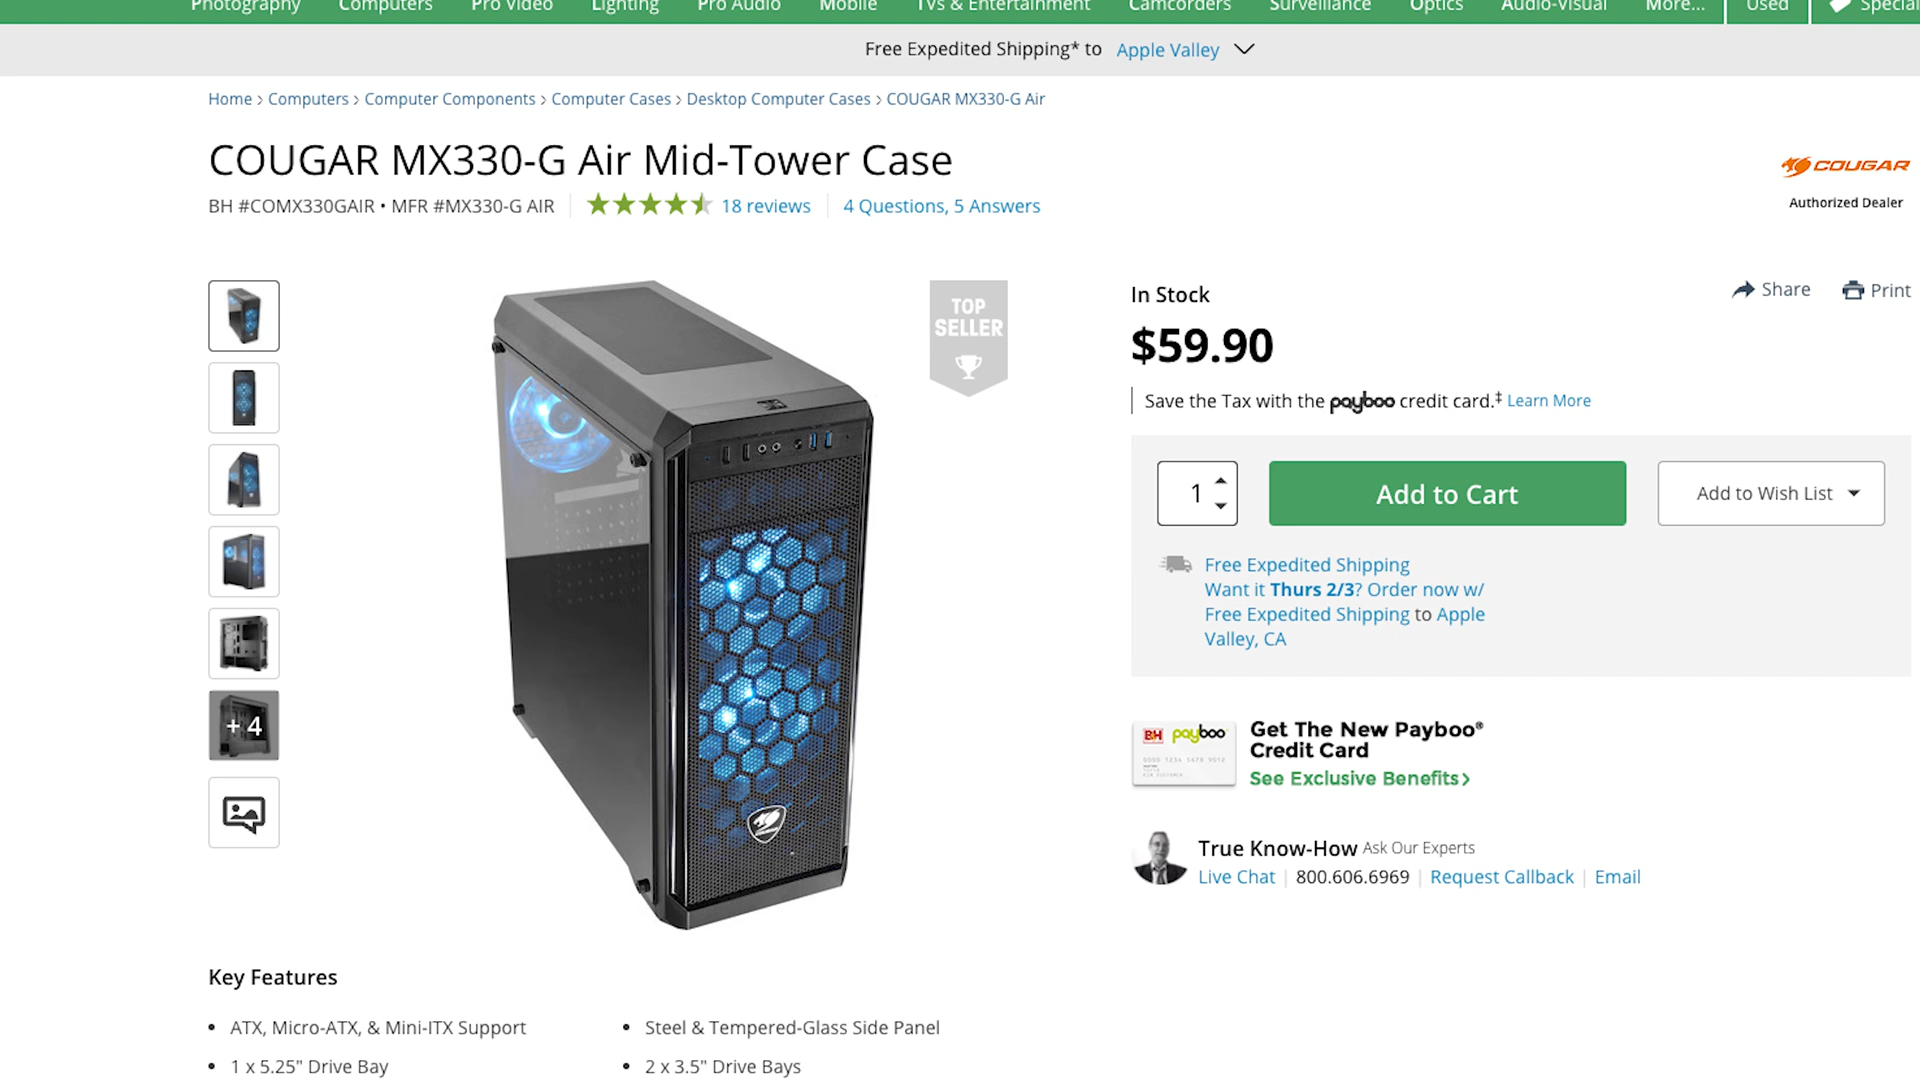 Photography Computers Pro Video Lighting Pro Audio Mobile TVs & Entertainment Camcorders Surveillance Optics Audio-Visual More... Used Special
Free Expedited Shipping* to Apple Valley
Home > Computers > Computer Components > Computer Cases > Desktop Computer Cases > COUGAR MX330-G Air
COUGAR MX330-G Air Mid-Tower Case
BH #COMX330GAIR • MFR #MX330-G AIR 18 reviews 4 Questions, 5 Answers
COUGAR
Authorized Dealer
TOP
SELLER
In Stock
Share Print
$59.90
Save the Tax with the payboo credit card.‡ Learn More
1 Add to Cart Add to Wish List
Free Expedited Shipping
Want it Thurs 2/3? Order now w/
Free Expedited Shipping to Apple
Valley, CA
+ 4
B&H payboo
Get The New Payboo®
Credit Card
See Exclusive Benefits >
True Know-How Ask Our Experts
Live Chat | 800.606.6969 | Request Callback | Email
Key Features
• ATX, Micro-ATX, & Mini-ITX Support
• Steel & Tempered-Glass Side Panel
• 1 x 5.25" Drive Bay
• 2 x 3.5" Drive Bays